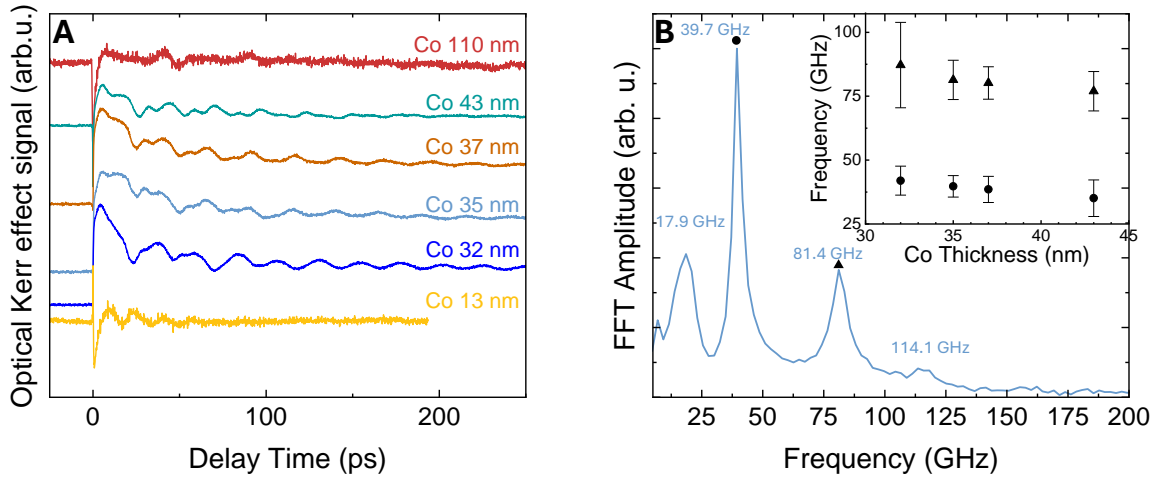 A
Optical Kerr effect signal (arb.u.)
Co 110 nm
Co 43 nm
Co 37 nm
Co 35 nm
Co 32 nm
Co 13 nm
0
100
200
Delay Time (ps)
B
FFT Amplitude (arb. u.)
39.7 GHz
17.9 GHz
81.4 GHz
114.1 GHz
25
50
75
100
125
150
175
200
Frequency (GHz)
Frequency (GHz)
100
75
50
25
30
35
40
45
Co Thickness (nm)